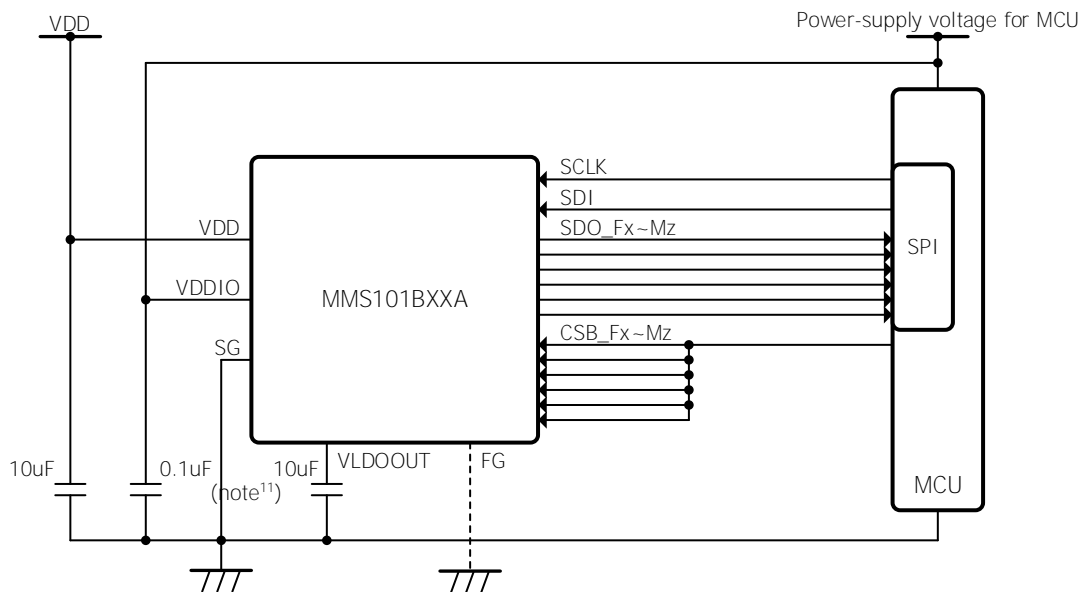 VDD
Power-supply voltage for MCU
SCLK
SDI
SDO_Fx~Mz
VDD
SPI
VDDIO
MMS101BXXA
CSB_Fx~Mz
SG
10uF
0.1uF
(note¹¹)
10uF
VLDOOUT
FG
MCU